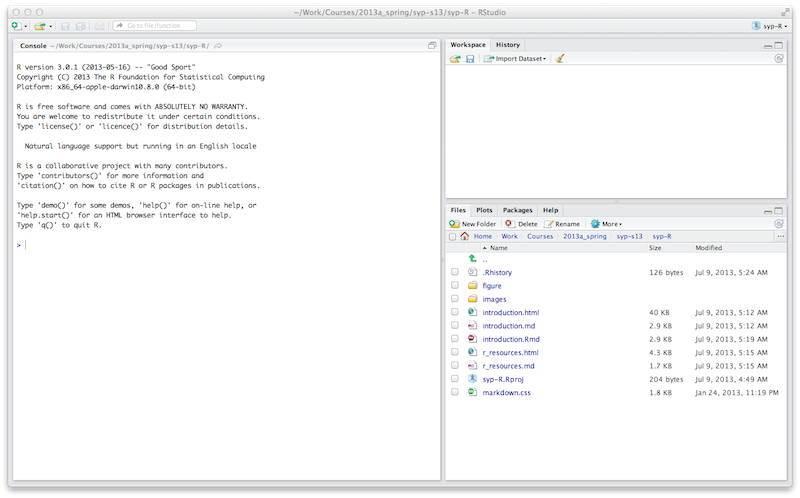 ~/Work/Courses/2013a_spring/syp-s13/syp-R - RStudio
Go to file/function
syp-R
Console ~/Work/Courses/2013a_spring/syp-s13/syp-R/
R version 3.0.1 (2013-05-16) -- "Good Sport"
Copyright (C) 2013 The R Foundation for Statistical Computing
Platform: x86_64-apple-darwin10.8.0 (64-bit)
R is free software and comes with ABSOLUTELY NO WARRANTY.
You are welcome to redistribute it under certain conditions.
Type 'license()' or 'licence()' for distribution details.
Natural language support but running in an English locale
R is a collaborative project with many contributors.
Type 'contributors()' for more information and
'citation()' on how to cite R or R packages in publications.
Type 'demo()' for some demos, 'help()' for on-line help, or
'help.start()' for an HTML browser interface to help.
Type 'q()' to quit R.
>
Workspace History
Import Dataset
Files Plots Packages Help
New Folder Delete Rename More
Home Work Courses 2013a_spring syp-s13 syp-R ...
Name Size Modified
..
.Rhistory 126 bytes Jul 9, 2013, 5:24 AM
figure
images
introduction.html 40 KB Jul 9, 2013, 5:12 AM
introduction.md 2.9 KB Jul 9, 2013, 5:12 AM
introduction.Rmd 2.9 KB Jul 9, 2013, 5:19 AM
r_resources.html 4.3 KB Jul 9, 2013, 5:15 AM
r_resources.md 1.7 KB Jul 9, 2013, 5:15 AM
syp-R.Rproj 204 bytes Jul 9, 2013, 4:49 AM
markdown.css 1.8 KB Jan 24, 2013, 11:19 PM